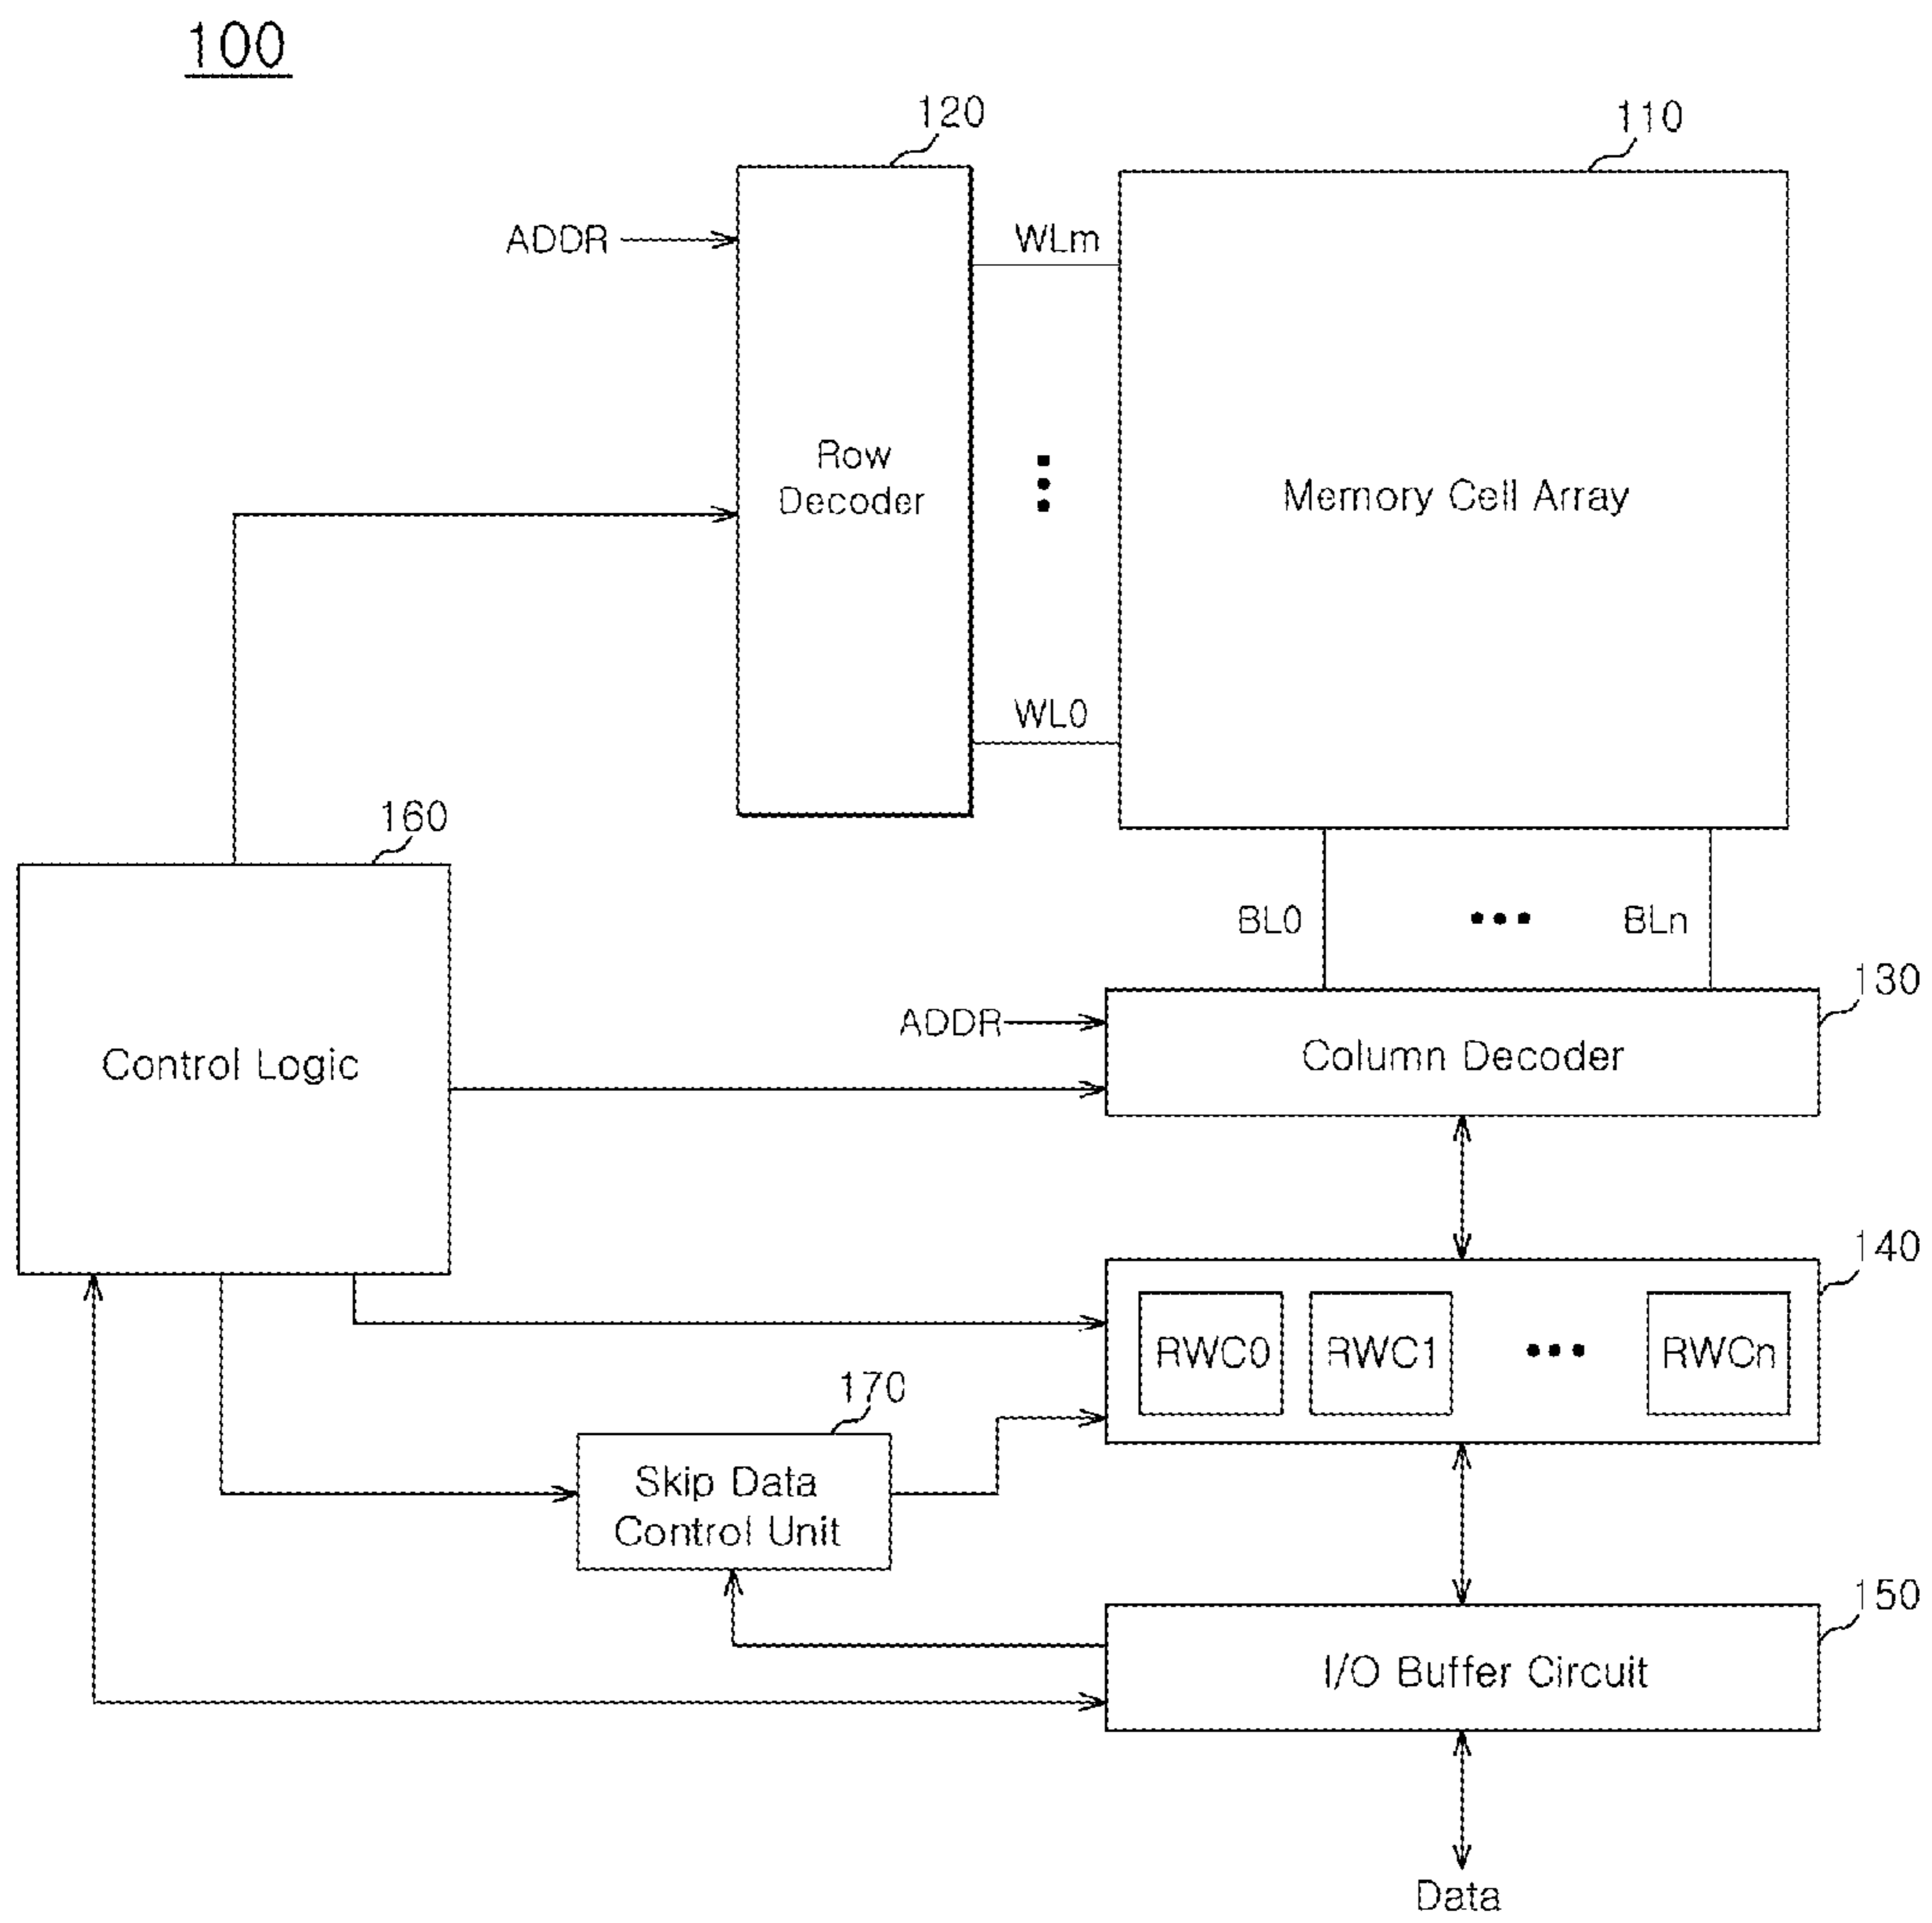 100
120
110
ADDR
WLm
Row
Decoder
Memory Cell Array
WL0
160
BL0
BLn
130
ADDR
Control Logic
Column Decoder
140
RWC0
RWC1
RWCn
170
Skip Data
Control Unit
150
I/O Buffer Circuit
Data